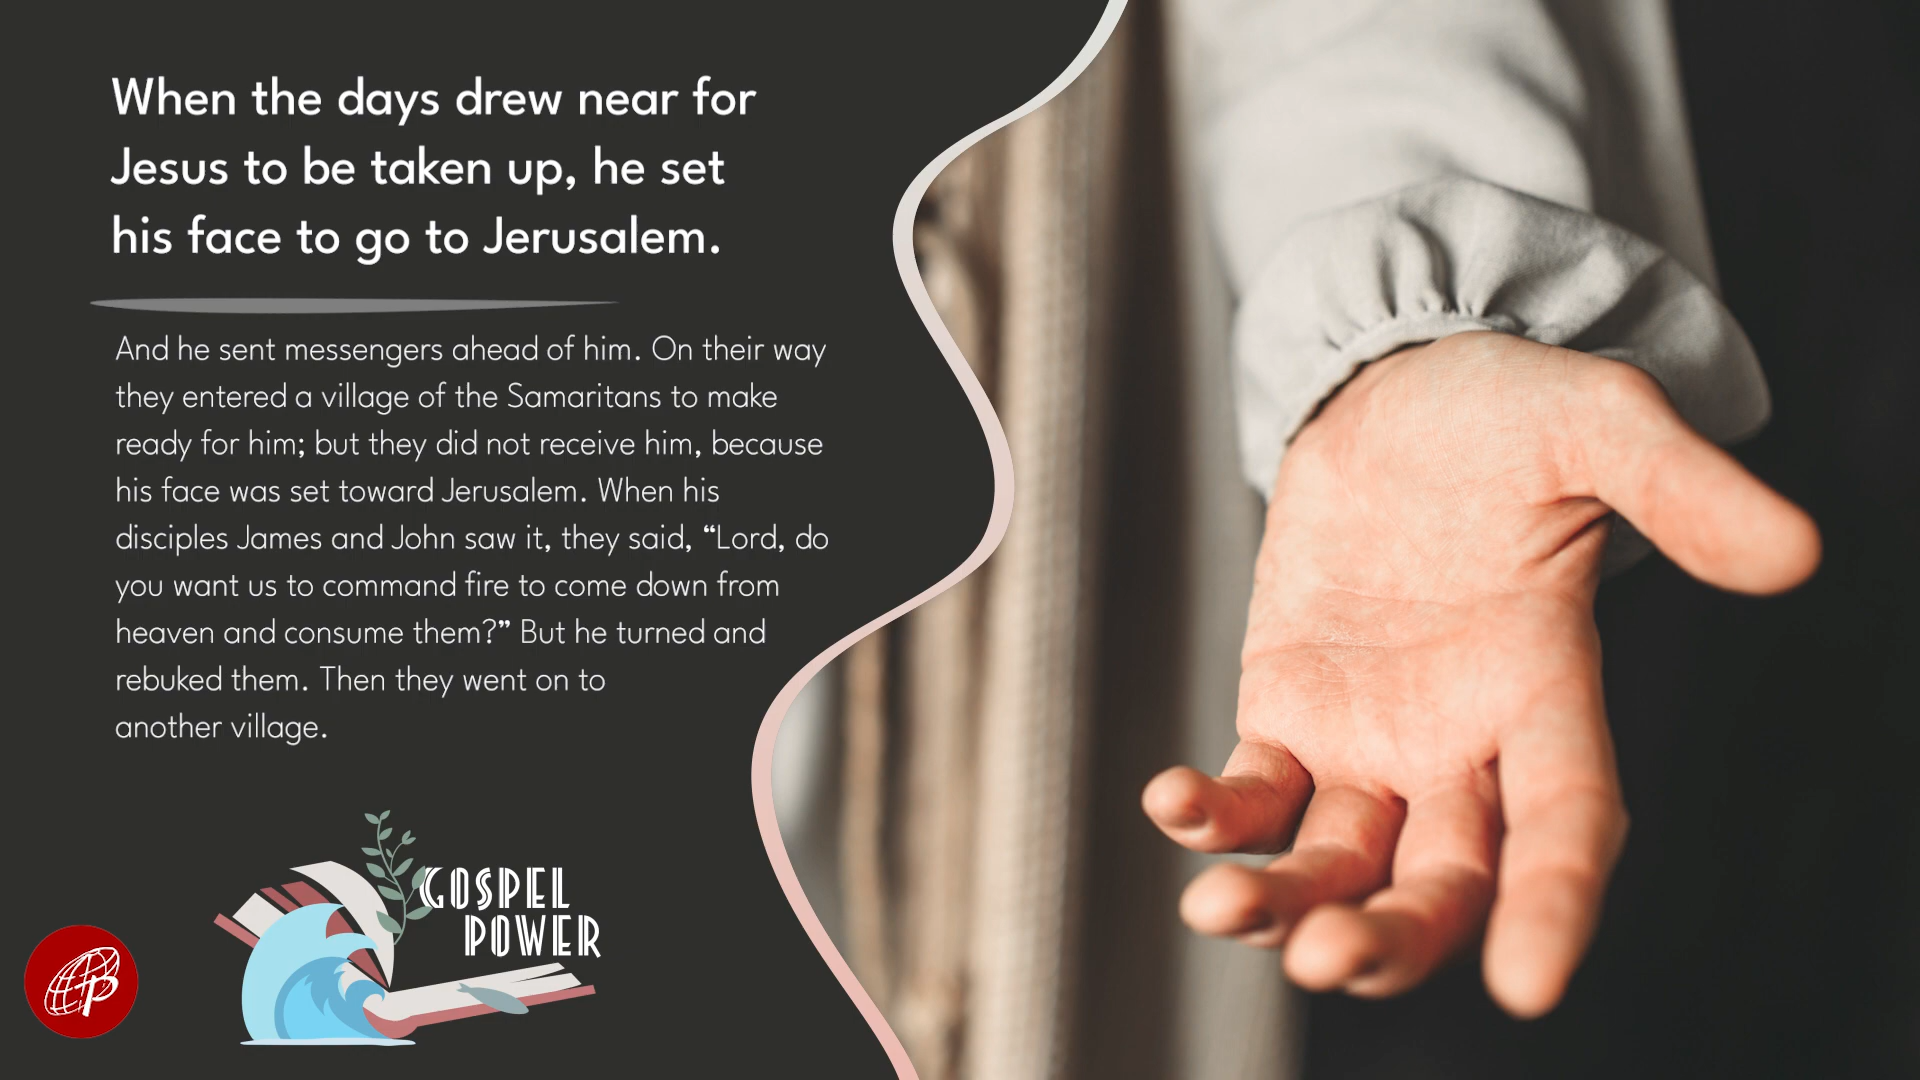 When the days drew near for
Jesus to be taken up, he set
his face to go to Jerusalem.
And he sent messengers ahead of him. On their way
they entered a village of the Samaritans to make
ready for him; but they did not receive him, because
his face was set toward Jerusalem. When his
disciples James and John saw it, they said, “Lord, do
you want us to command fire to come down from
heaven and consume them?” But he turned and
rebuked them. Then they went on to
another village.
GOSPEL
POWER